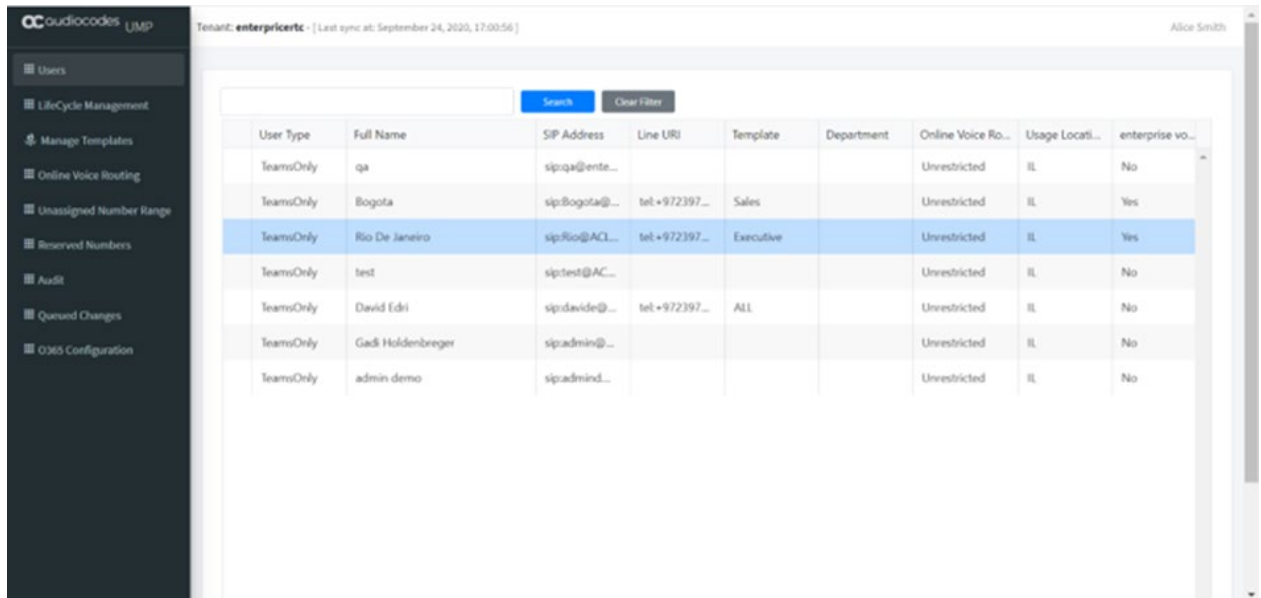 audiocodes UMP
Tenant: enterpricertc - [ Last sync at: September 24, 2020, 17:00:56 ]
Alice Smith
Users
LifeCycle Management
Manage Templates
Online Voice Routing
Unassigned Number Range
Reserved Numbers
Audit
Queued Changes
O365 Configuration
Search Clear Filter
User Type Full Name SIP Address Line URI Template Department Online Voice Ro... Usage Locati... enterprise vo...
TeamsOnly qa sip:qa@ente... Unrestricted IL No
TeamsOnly Bogota sip:Bogota@... tel:+972397... Sales Unrestricted IL Yes
TeamsOnly Rio De Janeiro sip:Rio@ACL... tel:+972397... Executive Unrestricted IL Yes
TeamsOnly test sip:test@AC... Unrestricted IL No
TeamsOnly David Edri sip:davide@... tel:+972397... ALL Unrestricted IL No
TeamsOnly Gadi Holdenbreger sip:admin@... Unrestricted IL No
TeamsOnly admin demo sip:admind... Unrestricted IL No